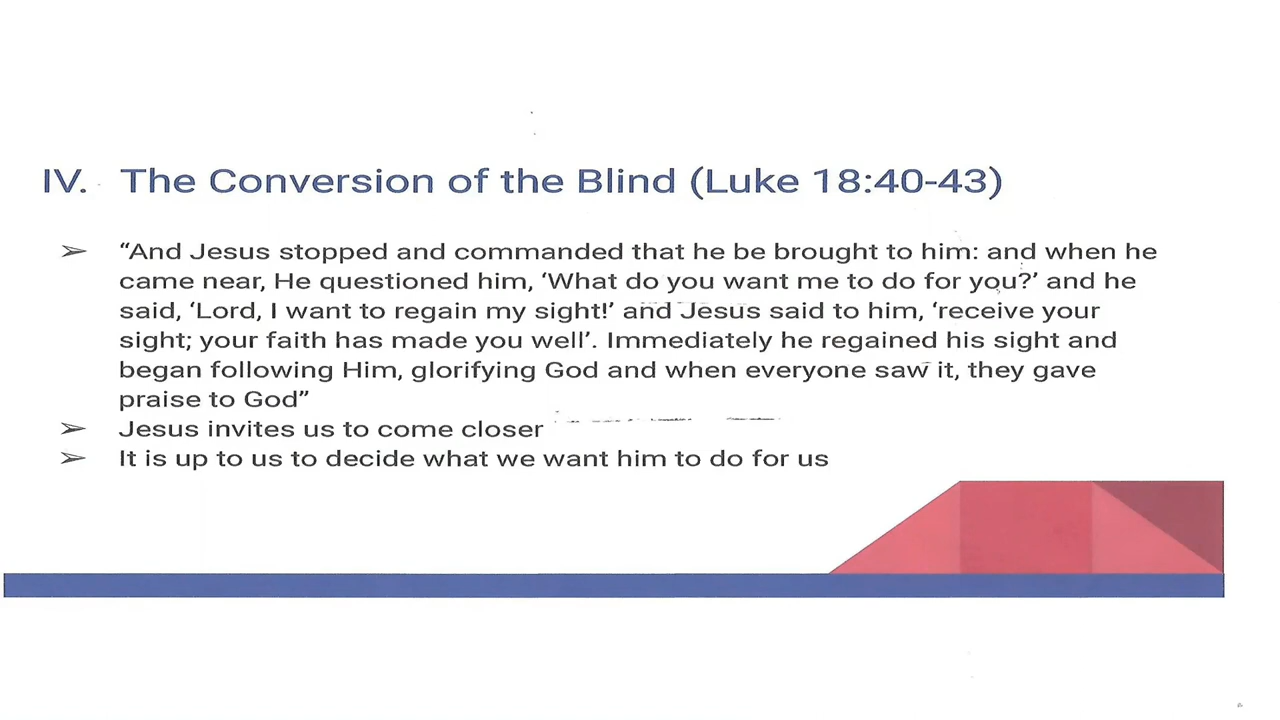 IV. The Conversion of the Blind (Luke 18:40-43)
➢ “And Jesus stopped and commanded that he be brought to him: and when he
came near, He questioned him, ‘What do you want me to do for you?’ and he
said, ‘Lord, I want to regain my sight!’ and Jesus said to him, ‘receive your
sight; your faith has made you well’. Immediately he regained his sight and
began following Him, glorifying God and when everyone saw it, they gave
praise to God”
➢ Jesus invites us to come closer
➢ It is up to us to decide what we want him to do for us